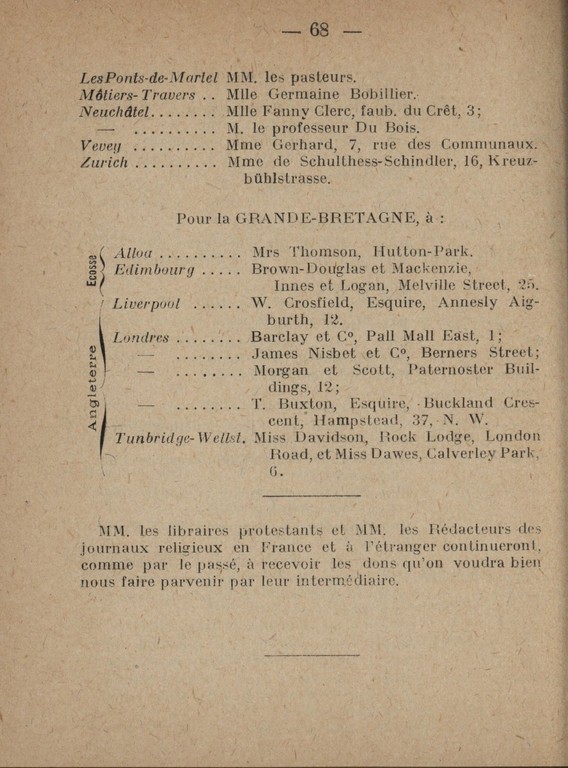 — 68 —
Les Ponts-de-Martel MM. les pasteurs.
Môtiers-Travers .. Mlle Germaine Bobillier.
Neuchâtel........ Mlle Fanny Clerc, faub. du Crêt, 3;
— .......... M. le professeur Du Bois.
Vevey .......... Mme Gerhard, 7, rue des Communaux.
Zurich .......... Mme de Schulthess-Schindler, 16, Kreuz-
bühlstrasse.
Pour la GRANDE-BRETAGNE, à :
Ecosse
Alloa .......... Mrs Thomson, Hutton-Park.
Edimbourg ..... Brown-Douglas et Mackenzie,
Innes et Logan, Melville Street, 25.
Angleterre
Liverpool ...... W. Crosfield, Esquire, Annesly Aig-
burth, 12.
Londres ........ Barclay et Cº, Pall Mall East, 1;
— ........ James Nisbet et Cº, Berners Street;
— ........ Morgan et Scott, Paternoster Buil-
dings, 12;
— ........ T. Buxton, Esquire, Buckland Cres-
cent, Hampstead, 37, N. W.
Tunbridge-Wellsl. Miss Davidson, Rock Lodge, London
Road, et Miss Dawes, Calverley Park,
6.
MM. les libraires protestants et MM. les Rédacteurs des
journaux religieux en France et à l'étranger continueront,
comme par le passé, à recevoir les dons qu'on voudra bien
nous faire parvenir par leur intermédiaire.